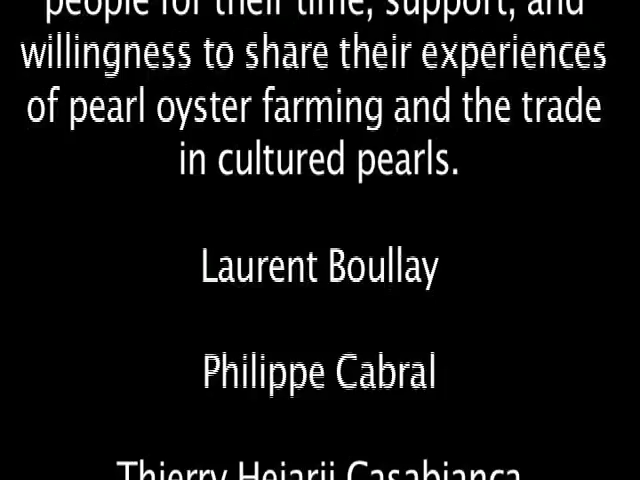 people for their time, support, and
willingness to share their experiences
of pearl oyster farming and the trade
in cultured pearls.
Laurent Boullay
Philippe Cabral
Thierry Heiarii Casabianca